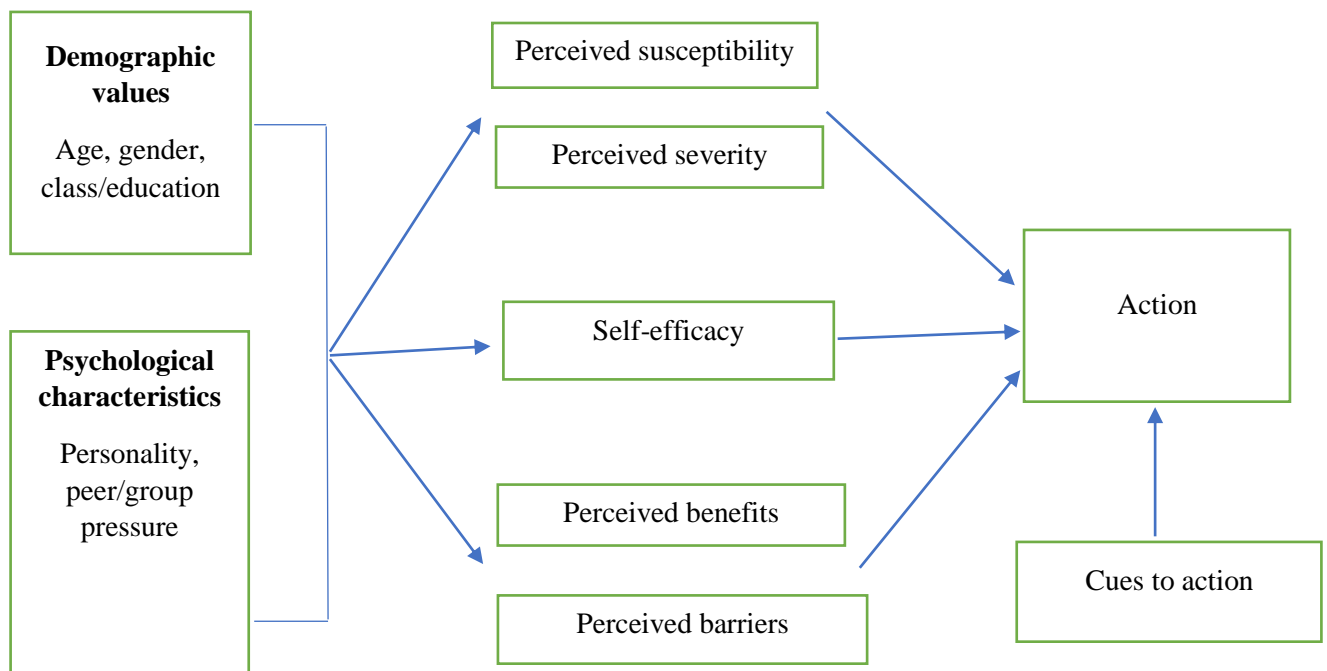 Demographic
values
Age, gender,
class/education
Psychological
characteristics
Personality,
peer/group
pressure
Perceived susceptibility
Perceived severity
Self-efficacy
Perceived benefits
Perceived barriers
Action
Cues to action